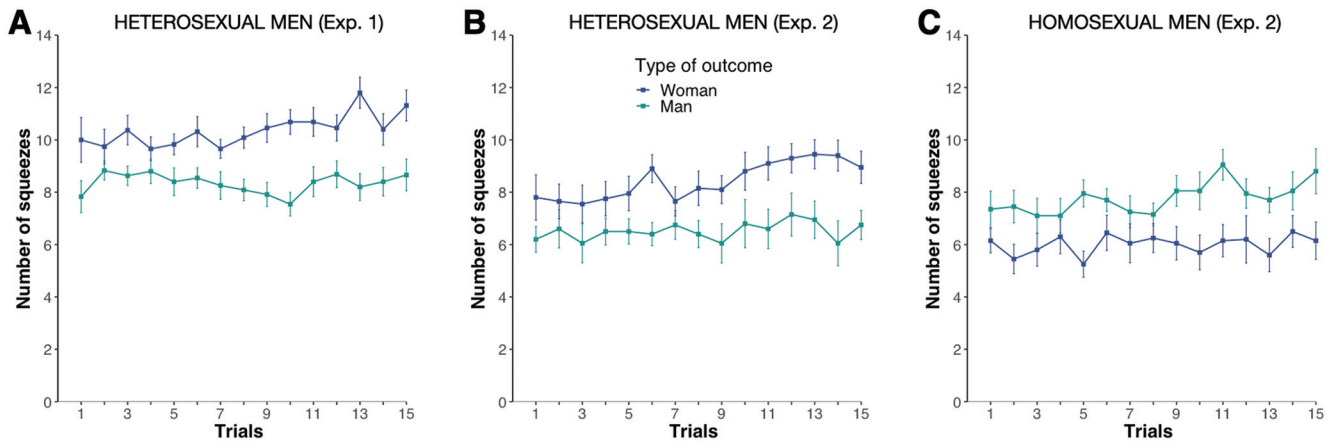 A HETEROSEXUAL MEN (Exp. 1)
14
12
10
8
6
4
2
0
Number of squeezes
1 3 5 7 9 11 13 15
Trials
B HETEROSEXUAL MEN (Exp. 2)
Type of outcome
Woman
Man
14
12
10
8
6
4
2
0
Number of squeezes
1 3 5 7 9 11 13 15
Trials
C HOMOSEXUAL MEN (Exp. 2)
14
12
10
8
6
4
2
0
Number of squeezes
1 3 5 7 9 11 13 15
Trials